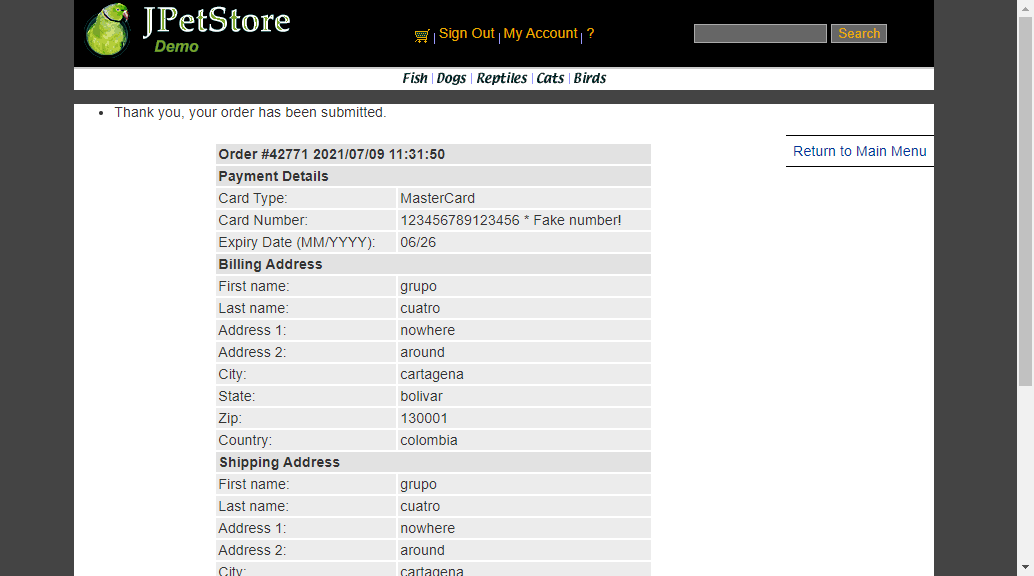 JPetStore
Demo
Sign Out | My Account | ?
Search
Fish | Dogs | Reptiles | Cats | Birds
Thank you, your order has been submitted.
Return to Main Menu
Order #42771 2021/07/09 11:31:50
Payment Details
Card Type: MasterCard
Card Number: 123456789123456 * Fake number!
Expiry Date (MM/YYYY): 06/26
Billing Address
First name: grupo
Last name: cuatro
Address 1: nowhere
Address 2: around
City: cartagena
State: bolivar
Zip: 130001
Country: colombia
Shipping Address
First name: grupo
Last name: cuatro
Address 1: nowhere
Address 2: around
City: cartagena